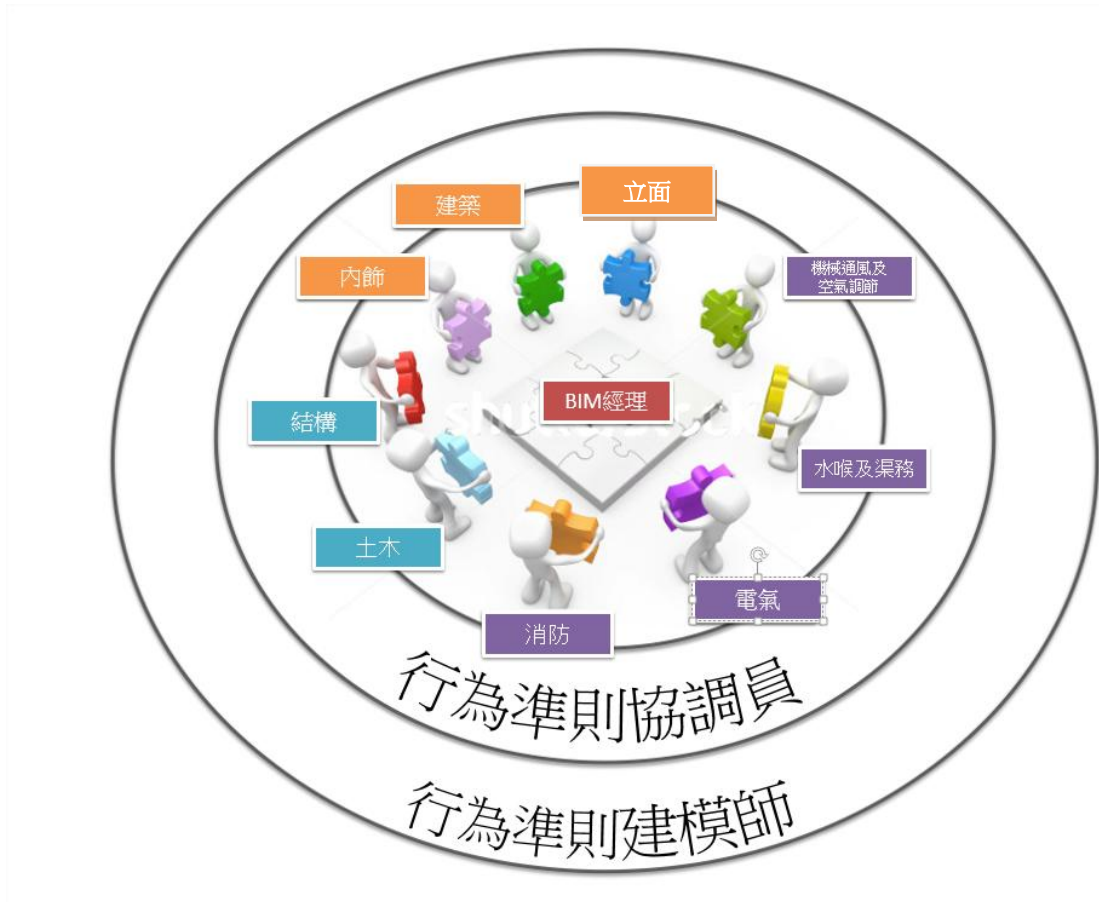 立面
建築
機械通風及
空氣調節
內飾
BIM經理
結構
水喉及渠務
土木
電氣
消防
行為準則協調員
行為準則建模師